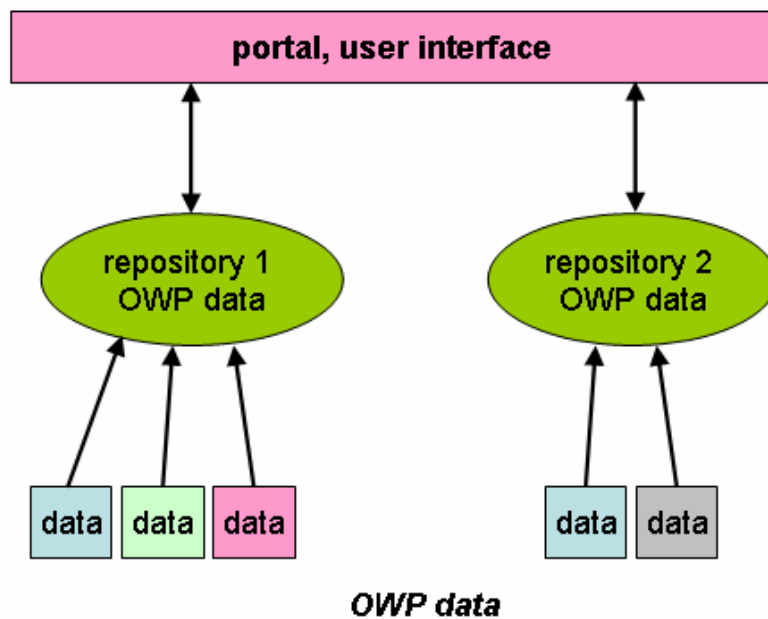 portal, user interface
repository 1
OWP data
repository 2
OWP data
data
data
data
data
data
OWP data